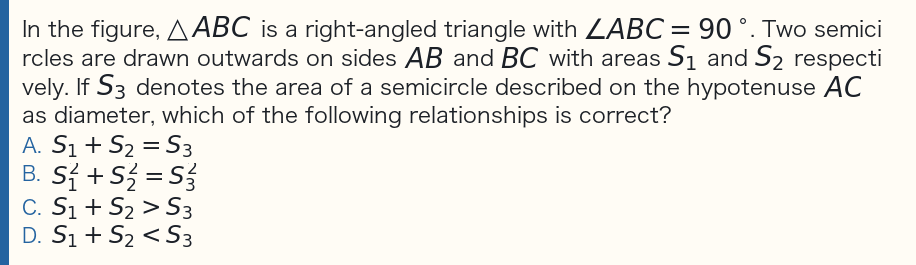 In the figure, △ABC is a right-angled triangle with ∠ABC = 90°. Two semici
rcles are drawn outwards on sides AB and BC with areas S₁ and S₂ respecti
vely. If S₃ denotes the area of a semicircle described on the hypotenuse AC
as diameter, which of the following relationships is correct?
A. S₁ + S₂ = S₃
B. S₁² + S₂² = S₃²
C. S₁ + S₂ > S₃
D. S₁ + S₂ < S₃